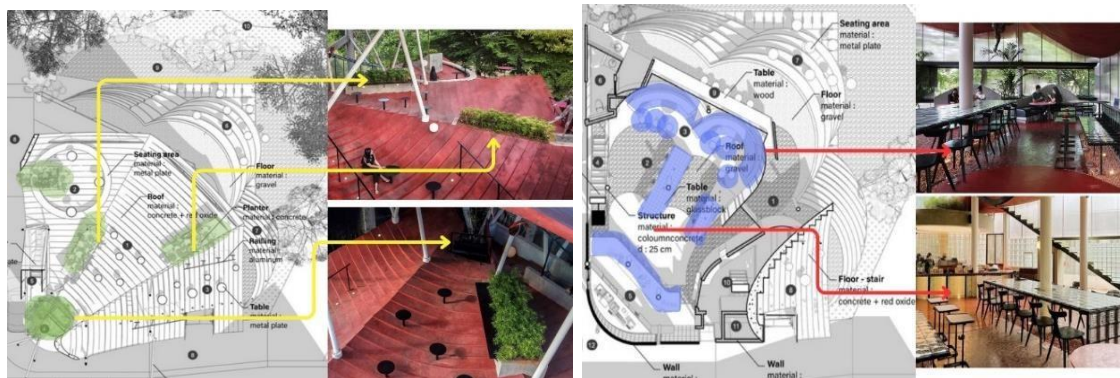 Seating area
material :
metal plate
Roof
material :
concrete + red oxide
Floor
material :
gravel
Planter
material : concrete
Railing
material :
aluminum
Table
material :
metal plate
Seating area
material :
metal plate
Table
material :
wood
Floor
material :
gravel
Roof
material :
gravel
Table
material :
glassblock
Structure
material :
coloumnconcrete
d : 25 cm
Floor - stair
material :
concrete + red oxide
Wall
material :
Wall
material :